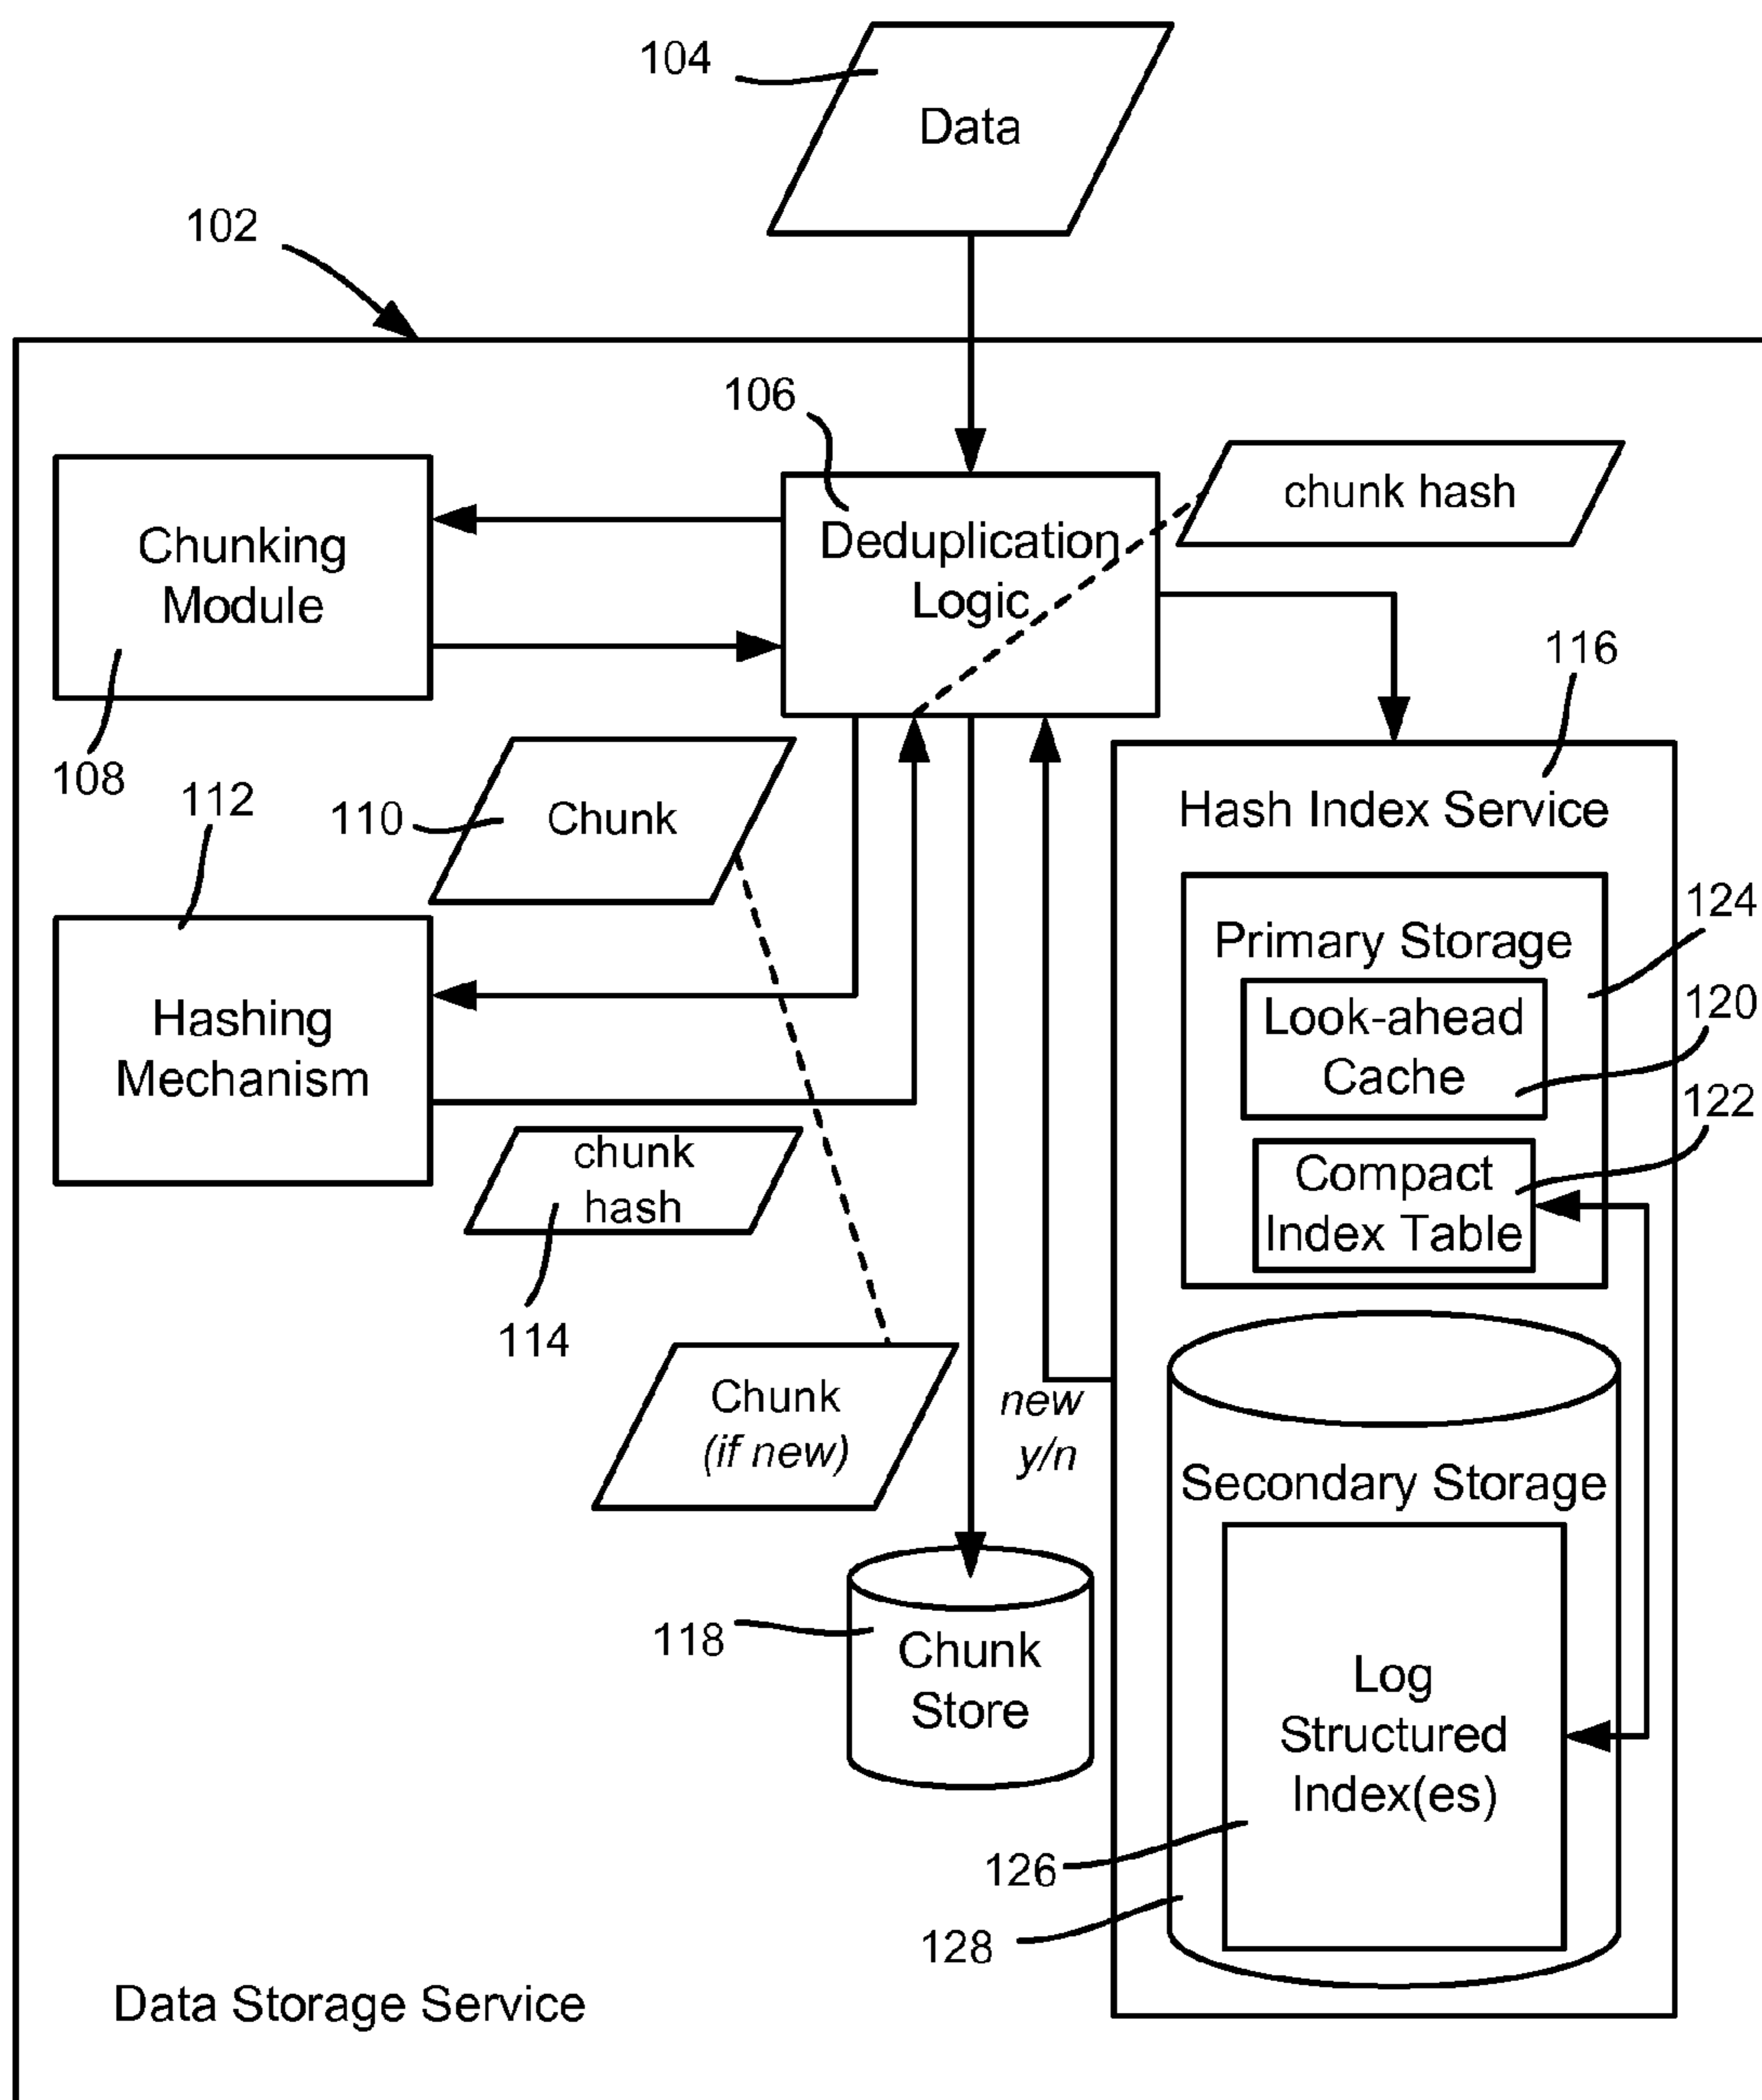 104
Data
102
106
chunk hash
Chunking
Module
Deduplication
Logic
116
108
112
110
Chunk
Hash Index Service
124
Primary Storage
Look-ahead
Cache
120
122
Hashing
Mechanism
chunk
hash
Compact
Index Table
114
Chunk
(if new)
new
y/n
Secondary Storage
118
Chunk
Store
Log
Structured
Index(es)
126
128
Data Storage Service